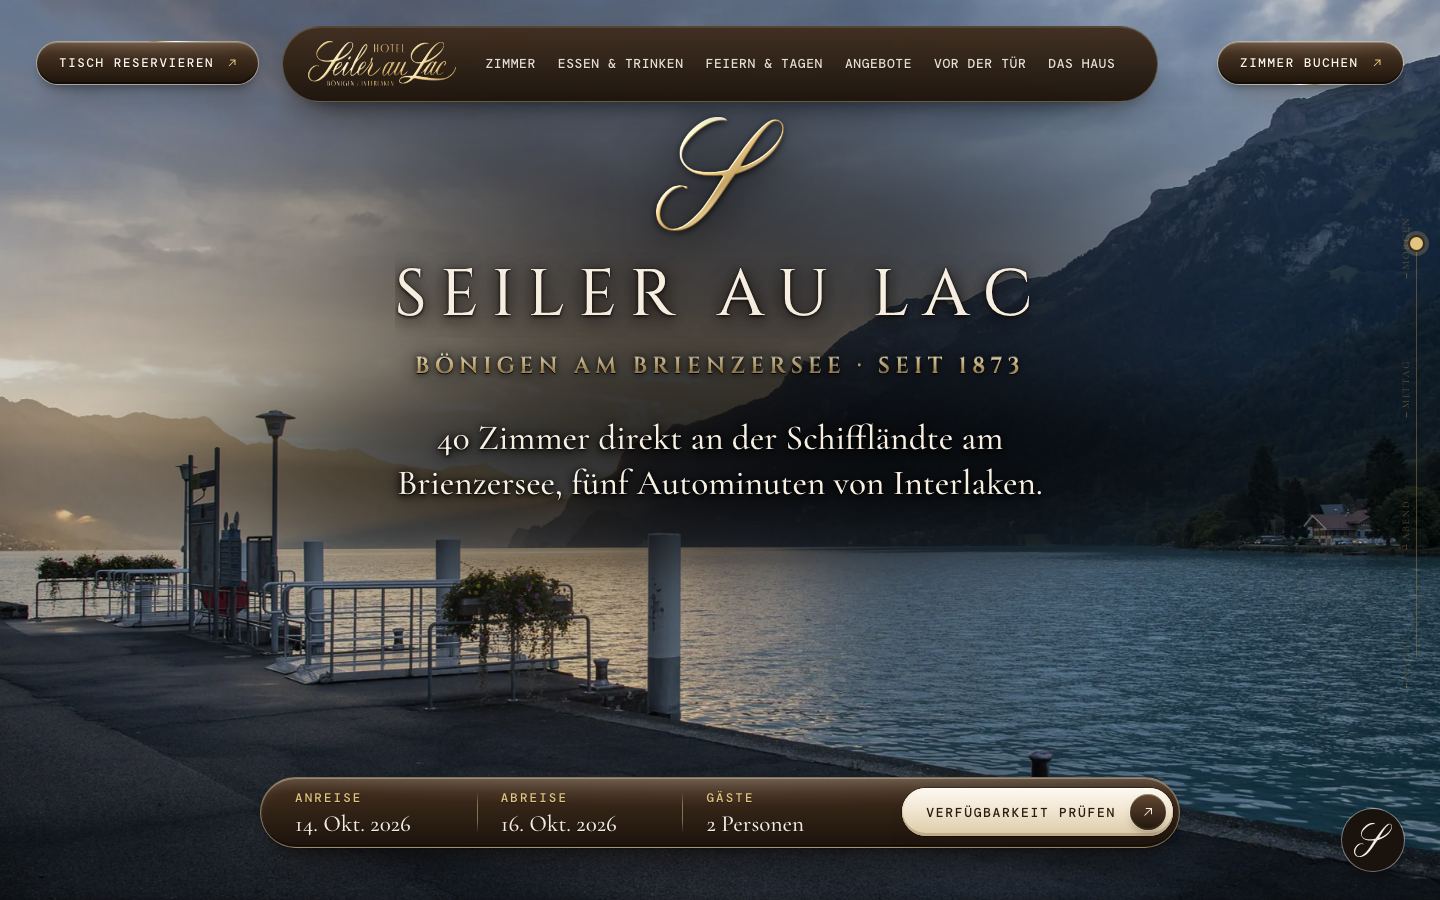 TISCH RESERVIEREN ↗
HOTEL
Seiler au Lac
BÖNIGEN / INTERLAKEN
ZIMMER ESSEN & TRINKEN FEIERN & TAGEN ANGEBOTE VOR DER TÜR DAS HAUS
ZIMMER BUCHEN ↗
S
SEILER AU LAC
BÖNIGEN AM BRIENZERSEE · SEIT 1873
40 Zimmer direkt an der Schiffländte am
Brienzersee, fünf Autominuten von Interlaken.
MORGEN
MITTAG
ABEND
ANREISE
14. Okt. 2026
ABREISE
16. Okt. 2026
GÄSTE
2 Personen
VERFÜGBARKEIT PRÜFEN ↗
S